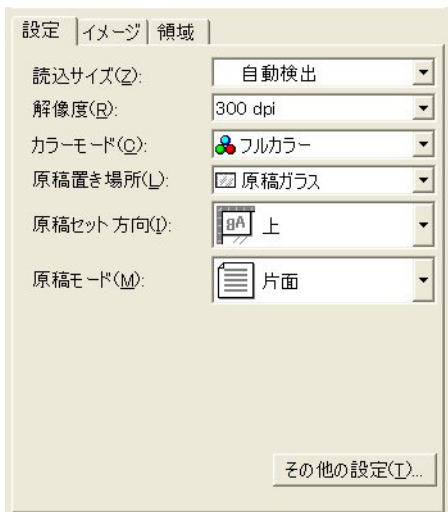 設定 イメージ 領域
読込サイズ(Z): 自動検出
解像度(R): 300 dpi
カラーモード(C): フルカラー
原稿置き場所(L): 原稿ガラス
原稿セット方向(I): 上
原稿モード(M): 片面
その他の設定(T)...